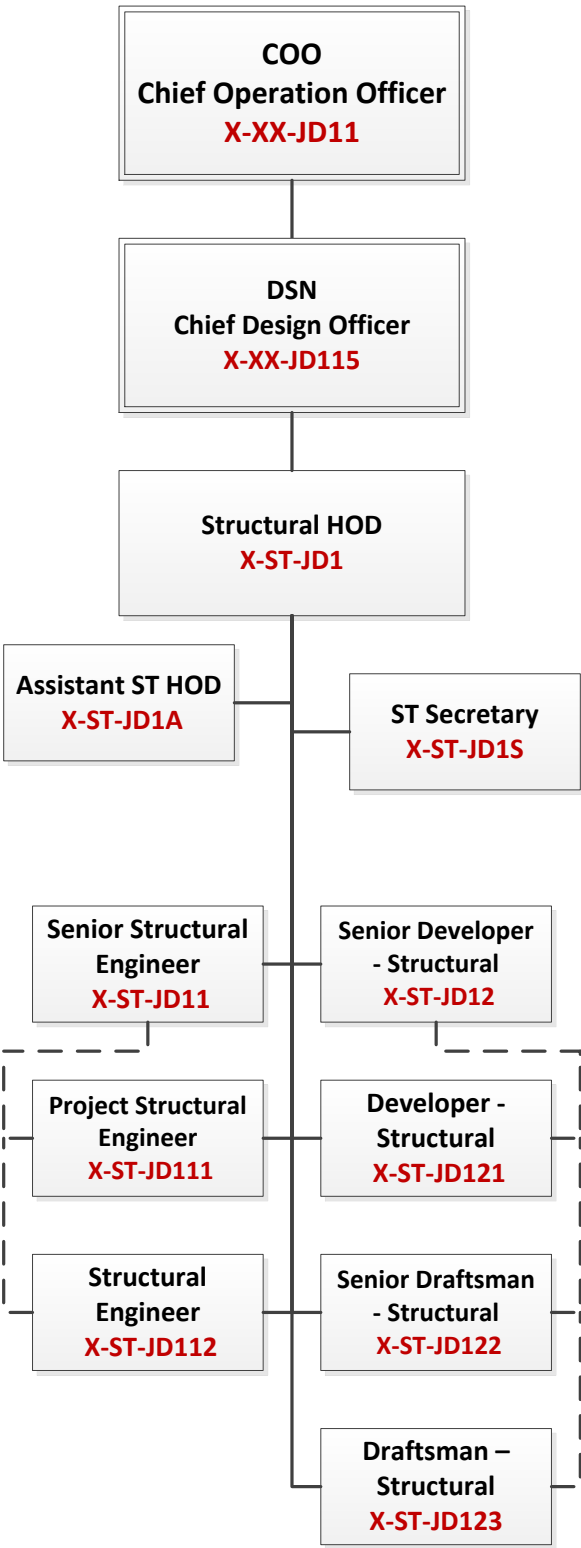 COO
Chief Operation Officer
X-XX-JD11
DSN
Chief Design Officer
X-XX-JD115
Structural HOD
X-ST-JD1
Assistant ST HOD
X-ST-JD1A
ST Secretary
X-ST-JD1S
Senior Structural
Engineer
X-ST-JD11
Senior Developer
- Structural
X-ST-JD12
Project Structural
Engineer
X-ST-JD111
Developer -
Structural
X-ST-JD121
Structural
Engineer
X-ST-JD112
Senior Draftsman
- Structural
X-ST-JD122
Draftsman –
Structural
X-ST-JD123